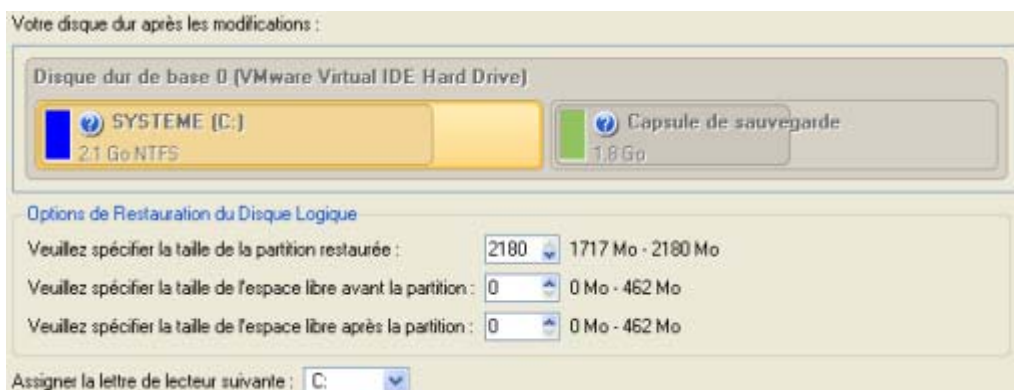 Votre disque dur après les modifications :
Disque dur de base 0 (VMware Virtual IDE Hard Drive)
SYSTEME (C:)
2.1 Go NTFS
Capsule de sauvegarde
1.8 Go
Options de Restauration du Disque Logique
Veuillez spécifier la taille de la partition restaurée : 2180 1717 Mo - 2180 Mo
Veuillez spécifier la taille de l'espace libre avant la partition : 0 0 Mo - 462 Mo
Veuillez spécifier la taille de l'espace libre après la partition : 0 0 Mo - 462 Mo
Assigner la lettre de lecteur suivante : C: